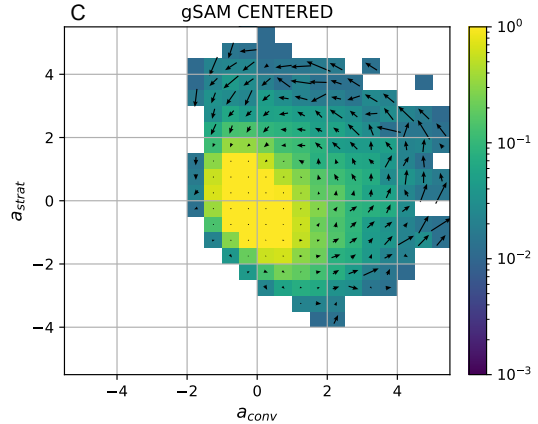 C
gSAM CENTERED
4
2
0
−2
−4
a_strat
−4 −2 0 2 4
a_conv
10^0
10^{-1}
10^{-2}
10^{-3}